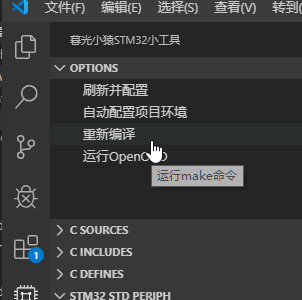 文件(F) 编辑(E) 选择(S) 查看(V) 转到
暮光小猿STM32小工具
OPTIONS
刷新并配置
自动配置项目环境
重新编译
运行OpenOCD
运行make命令
1
C SOURCES
C INCLUDES
C DEFINES
STM32 STD PERIPH